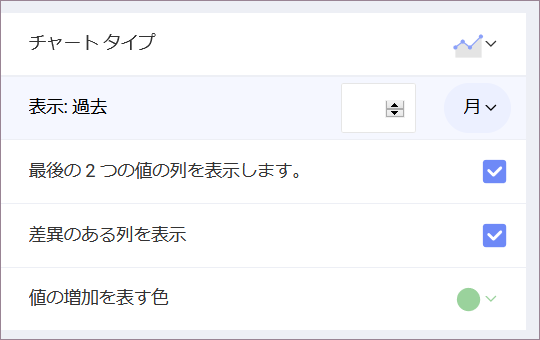 チャート タイプ
表示: 過去
月
最後の 2 つの値の列を表示します。
差異のある列を表示
値の増加を表す色